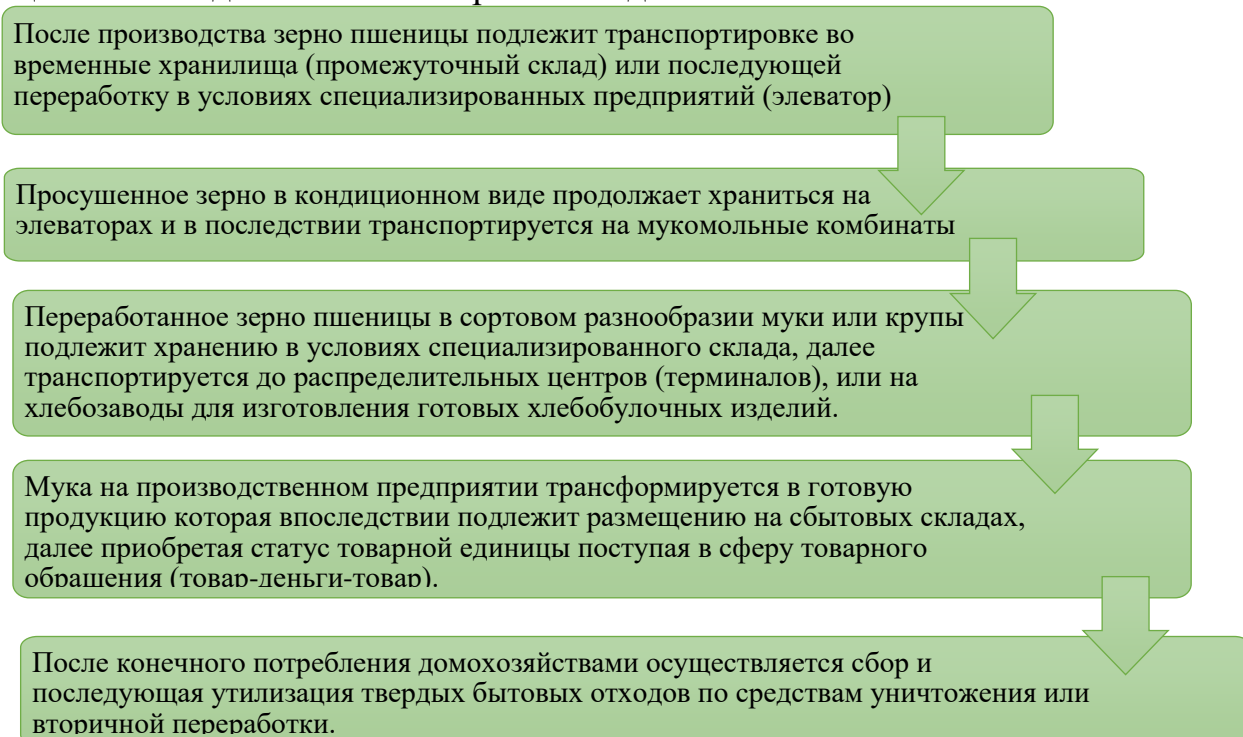 После производства зерно пшеницы подлежит транспортировке во
временные хранилища (промежуточный склад) или последующей
переработку в условиях специализированных предприятий (элеватор)
Просушенное зерно в кондиционном виде продолжает храниться на
элеваторах и в последствии транспортируется на мукомольные комбинаты
Переработанное зерно пшеницы в сортовом разнообразии муки или крупы
подлежит хранению в условиях специализированного склада, далее
транспортируется до распределительных центров (терминалов), или на
хлебозаводы для изготовления готовых хлебобулочных изделий.
Мука на производственном предприятии трансформируется в готовую
продукцию которая впоследствии подлежит размещению на сбытовых складах,
далее приобретая статус товарной единицы поступая в сферу товарного
обращения (товар-деньги-товар).
После конечного потребления домохозяйствами осуществляется сбор и
последующая утилизация твердых бытовых отходов по средствам уничтожения или
вторичной переработки.